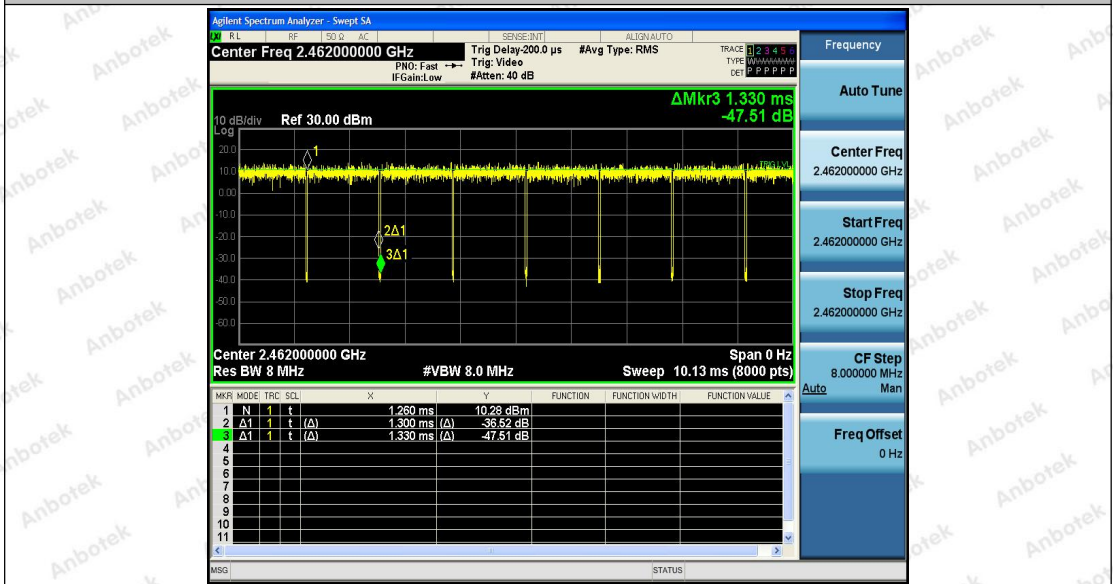 Agilent Spectrum Analyzer - Swept SA
LXI RL RF 50 Ω AC SENSE:INT ALIGNAUTO
Center Freq 2.462000000 GHz
PNO: Fast
IFGain:Low
Trig Delay-200.0 µs #Avg Type: RMS
Trig: Video
#Atten: 40 dB
TRACE 1 2 3 4 5 6
TYPE
DET P P P P P P
ΔMkr3 1.330 ms
-47.51 dB
10 dB/div Ref 30.00 dBm
Log
20.0
10.0
0.00
-10.0
-20.0
-30.0
-40.0
-50.0
-60.0
1
TRIG LVL
2Δ1
3Δ1
Center 2.462000000 GHz Span 0 Hz
Res BW 8 MHz #VBW 8.0 MHz Sweep 10.13 ms (8000 pts)
MKR MODE TRC SCL X Y FUNCTION FUNCTION WIDTH FUNCTION VALUE
1 N 1 t 1.260 ms 10.28 dBm
2 Δ1 1 t (Δ) 1.300 ms (Δ) -36.52 dB
3 Δ1 1 t (Δ) 1.330 ms (Δ) -47.51 dB
4
5
6
7
8
9
10
11
MSG STATUS
Frequency
Auto Tune
Center Freq
2.462000000 GHz
Start Freq
2.462000000 GHz
Stop Freq
2.462000000 GHz
CF Step
8.000000 MHz
Auto Man
Freq Offset
0 Hz
Anbotek